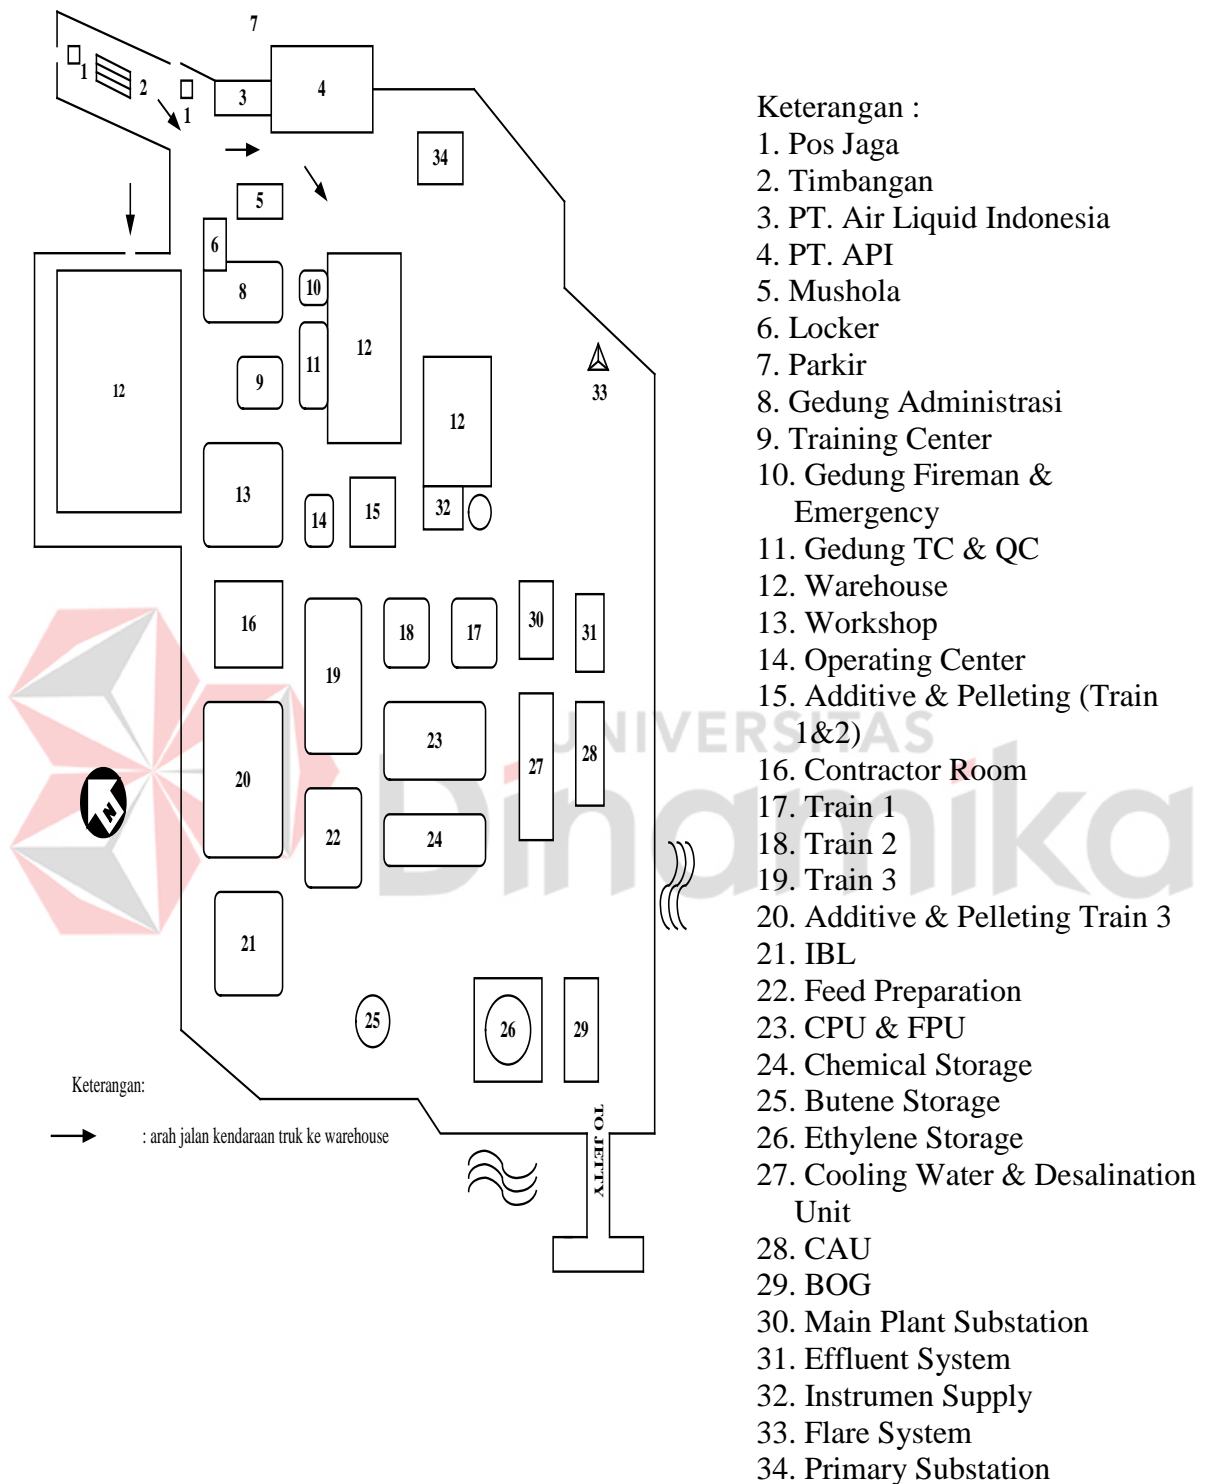 7
1
2
1
3
4
34
5
6
8
10
12
11
9
12
12
33
13
14
15
32
16
19
18
17
30
31
20
23
27
28
22
24
N
21
25
26
29
TO JETTY
Keterangan:
: arah jalan kendaraan truk ke warehouse
Keterangan :
1. Pos Jaga
2. Timbangan
3. PT. Air Liquid Indonesia
4. PT. API
5. Mushola
6. Locker
7. Parkir
8. Gedung Administrasi
9. Training Center
10. Gedung Fireman &
Emergency
11. Gedung TC & QC
12. Warehouse
13. Workshop
14. Operating Center
15. Additive & Pelleting (Train
1&2)
16. Contractor Room
17. Train 1
18. Train 2
19. Train 3
20. Additive & Pelleting Train 3
21. IBL
22. Feed Preparation
23. CPU & FPU
24. Chemical Storage
25. Butene Storage
26. Ethylene Storage
27. Cooling Water & Desalination
Unit
28. CAU
29. BOG
30. Main Plant Substation
31. Effluent System
32. Instrumen Supply
33. Flare System
34. Primary Substation
UNIVERSITAS
Dinamika